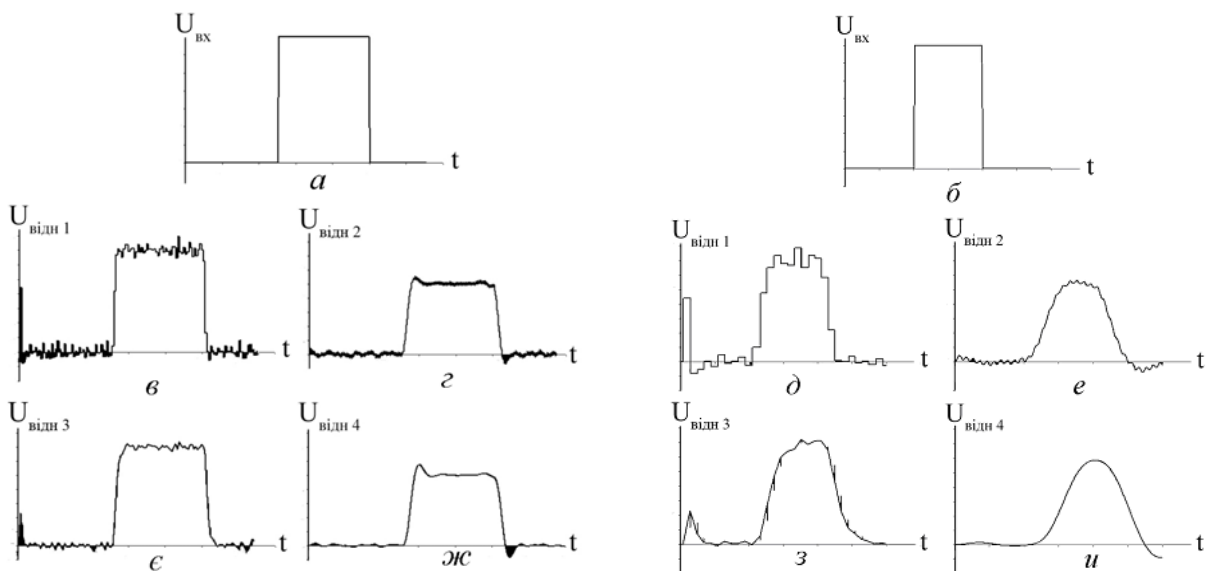 U вх
t
а
U вх
t
б
U відн 1
t
в
U відн 2
t
г
U відн 1
t
д
U відн 2
t
е
U відн 3
t
є
U відн 4
t
ж
U відн 3
t
з
U відн 4
t
и